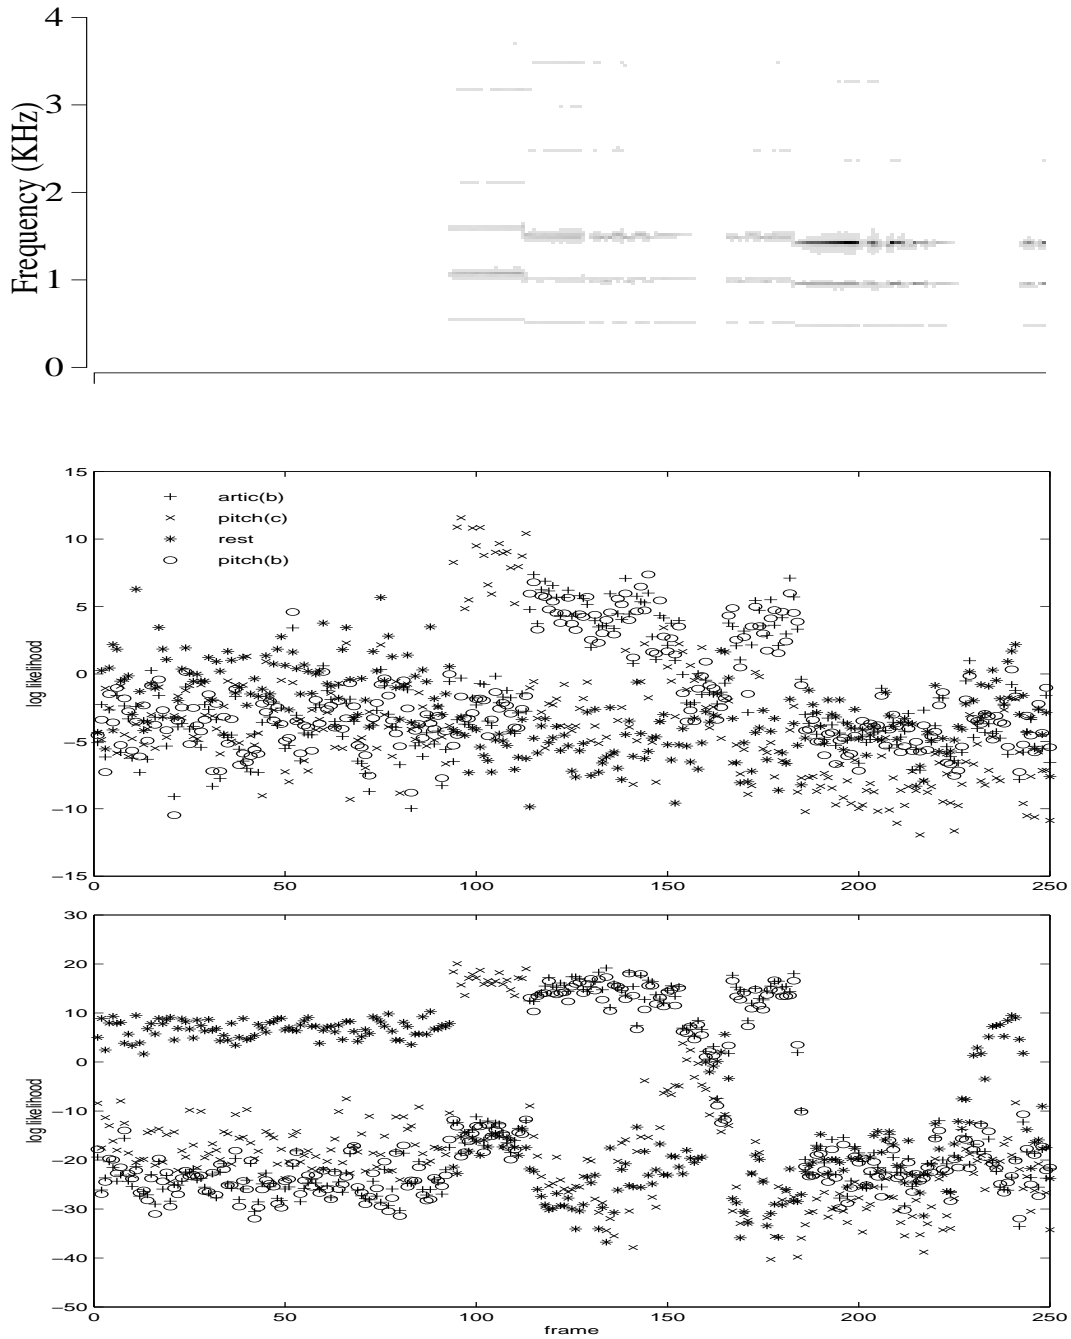 4
3
2
1
0
Frequency (KHz)
15
10
5
0
−5
−10
−15
log likelihood
+ artic(b)
× pitch(c)
* rest
○ pitch(b)
0 50 100 150 200 250
30
20
10
0
−10
−20
−30
−40
−50
log likelihood
0 50 100 150 200 250
frame